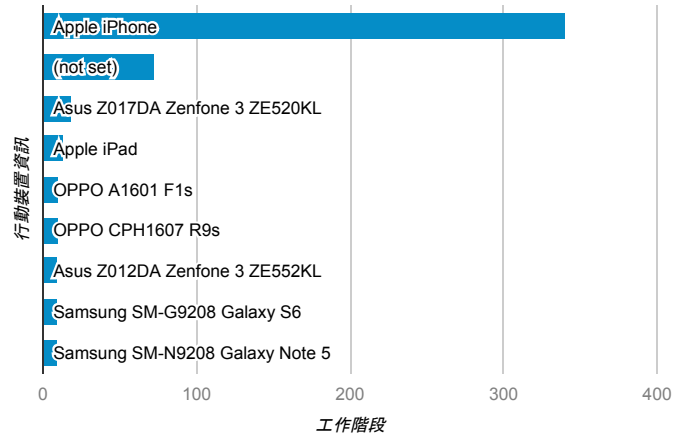 Apple iPhone
(not set)
Asus Z017DA Zenfone 3 ZE520KL
Apple iPad
OPPO A1601 F1s
OPPO CPH1607 R9s
Asus Z012DA Zenfone 3 ZE552KL
Samsung SM-G9208 Galaxy S6
Samsung SM-N9208 Galaxy Note 5
行動裝置資訊
0 100 200 300 400
工作階段